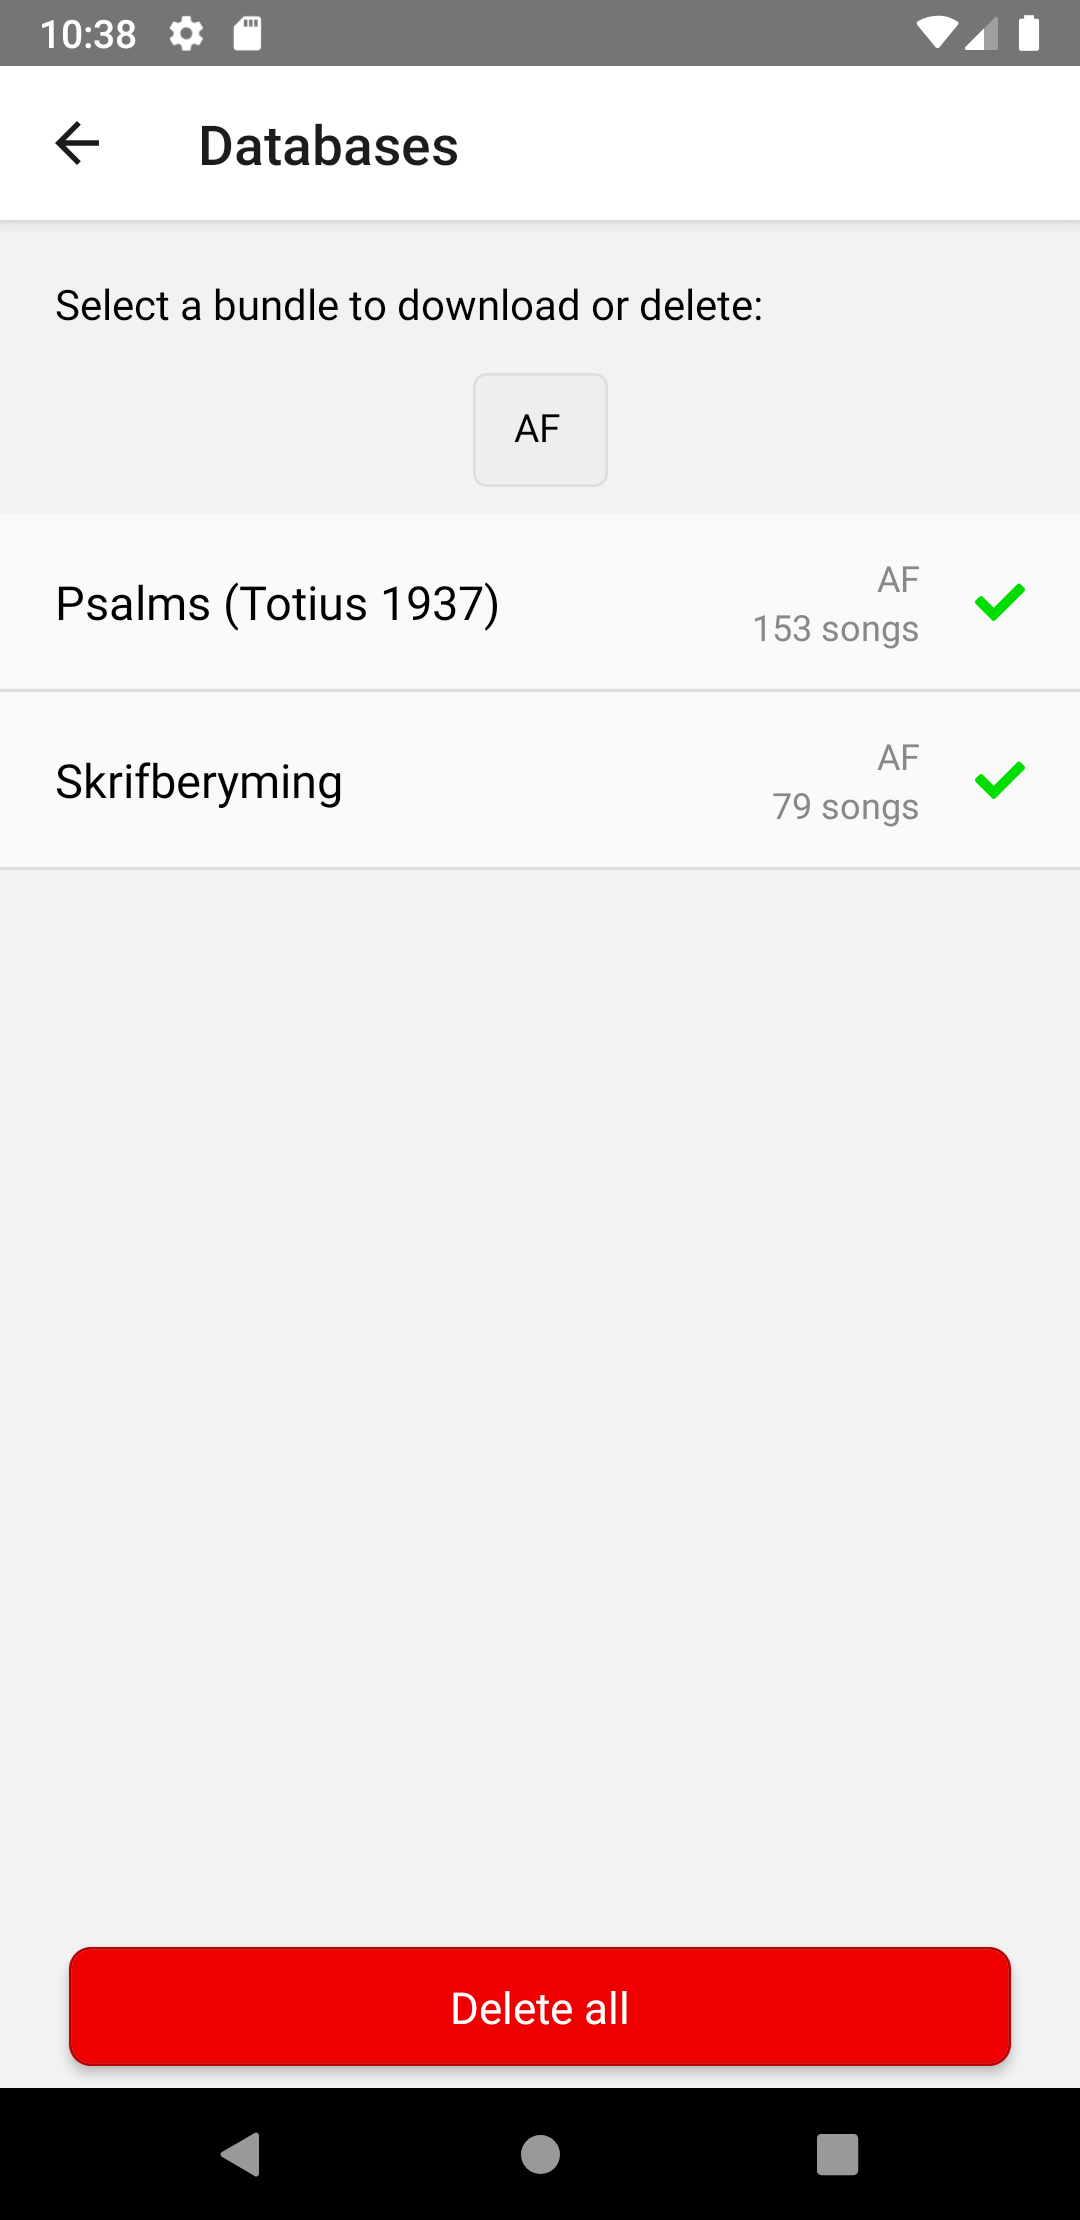 10:38
Databases
Select a bundle to download or delete:
AF
Psalms (Totius 1937)
AF
153 songs
Skrifberyming
AF
79 songs
Delete all